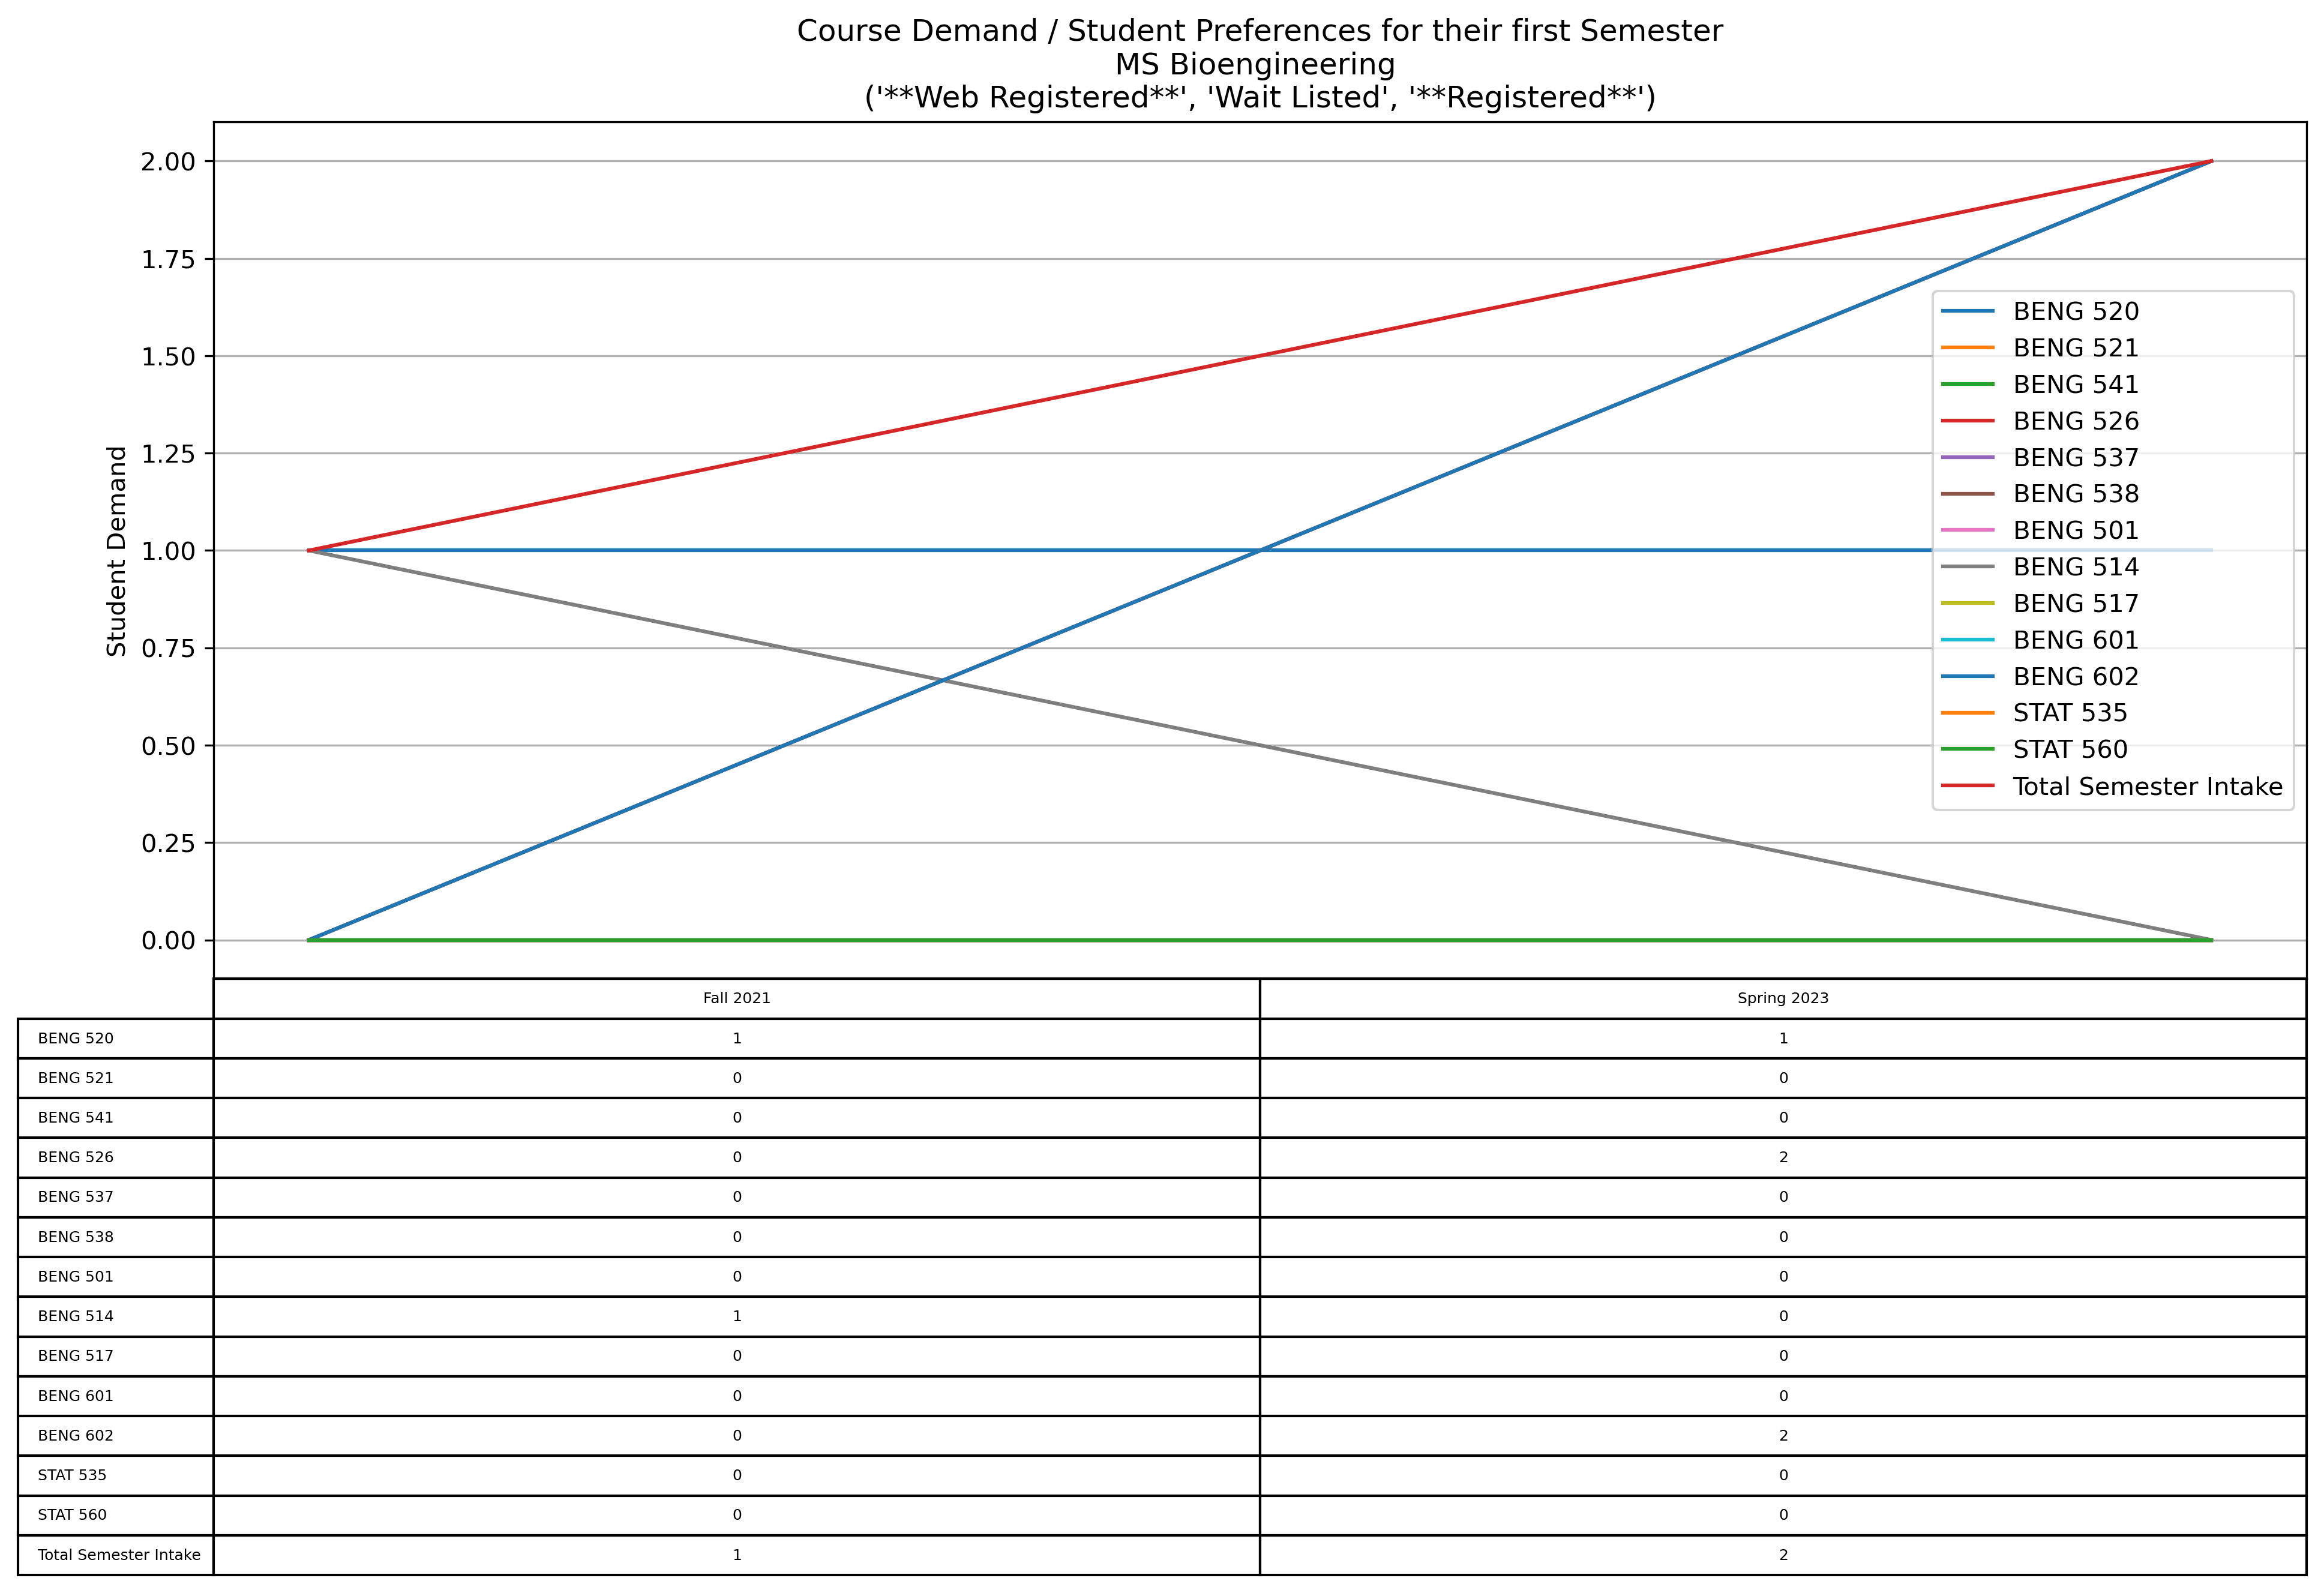 Course Demand / Student Preferences for their first Semester
MS Bioengineering
('**Web Registered**', 'Wait Listed', '**Registered**')
Student Demand
2.00
1.75
1.50
1.25
1.00
0.75
0.50
0.25
0.00
BENG 520
BENG 521
BENG 541
BENG 526
BENG 537
BENG 538
BENG 501
BENG 514
BENG 517
BENG 601
BENG 602
STAT 535
STAT 560
Total Semester Intake
Fall 2021 Spring 2023
BENG 520 1 1
BENG 521 0 0
BENG 541 0 0
BENG 526 0 2
BENG 537 0 0
BENG 538 0 0
BENG 501 0 0
BENG 514 1 0
BENG 517 0 0
BENG 601 0 0
BENG 602 0 2
STAT 535 0 0
STAT 560 0 0
Total Semester Intake 1 2